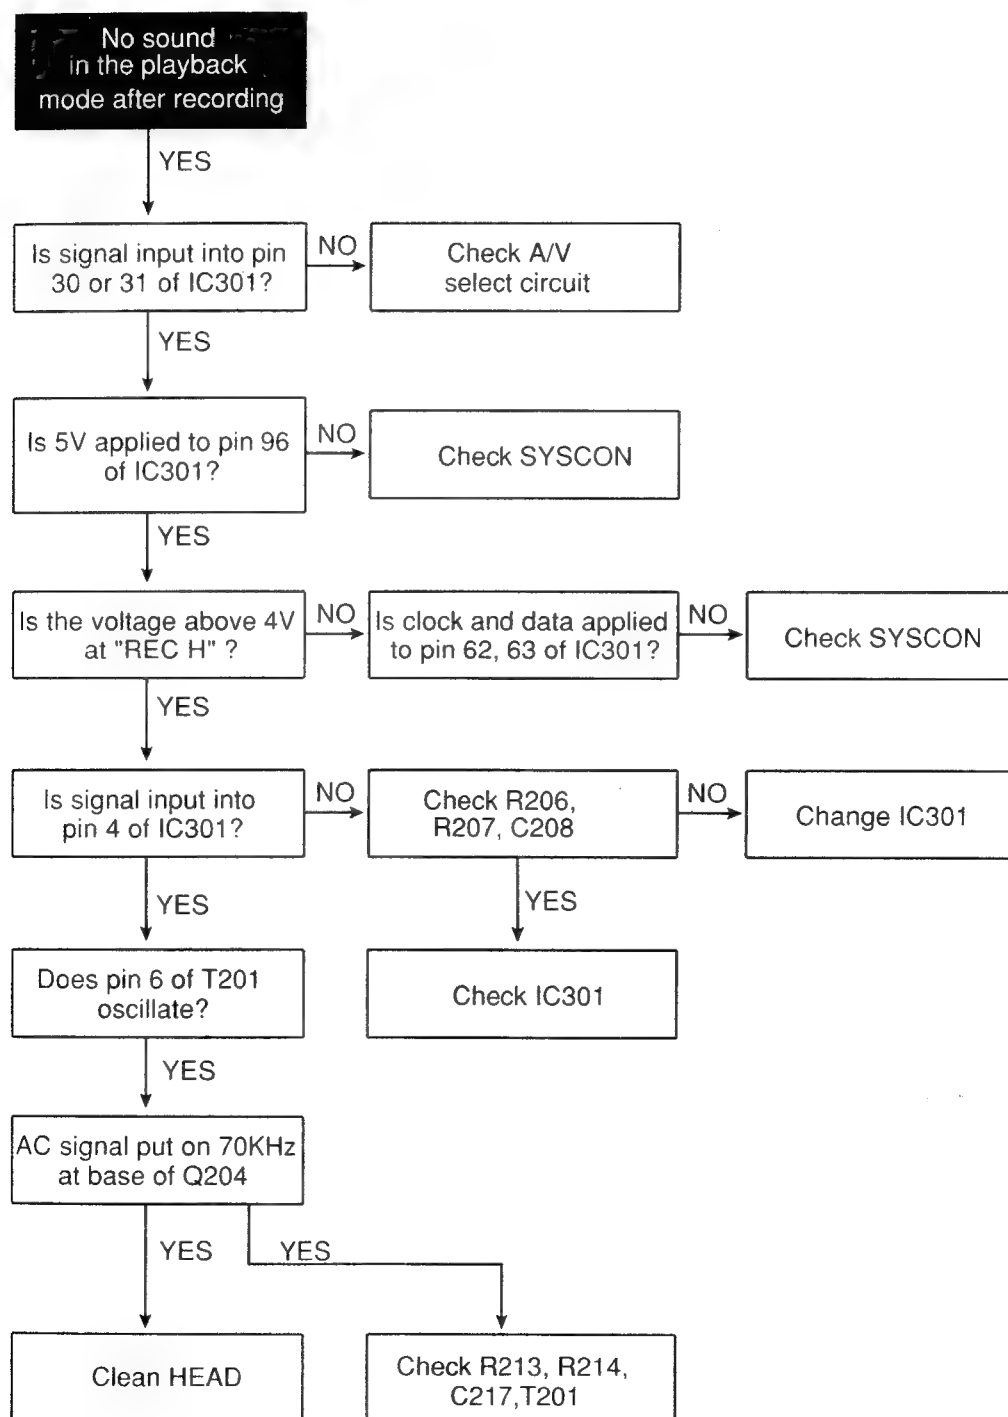 No sound
in the playback
mode after recording
YES
Is signal input into pin
30 or 31 of IC301?
NO
Check A/V
select circuit
YES
Is 5V applied to pin 96
of IC301?
NO
Check SYSCON
YES
Is the voltage above 4V
at "REC H" ?
NO
Is clock and data applied
to pin 62, 63 of IC301?
NO
Check SYSCON
YES
Is signal input into
pin 4 of IC301?
NO
Check R206,
R207, C208
NO
Change IC301
YES
YES
Does pin 6 of T201
oscillate?
Check IC301
YES
AC signal put on 70KHz
at base of Q204
YES
YES
Clean HEAD
Check R213, R214,
C217,T201